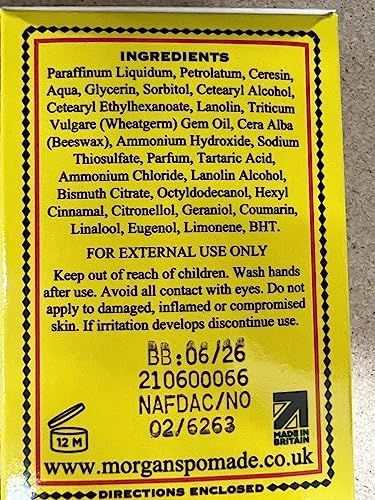 INGREDIENTS
Paraffinum Liquidum, Petrolatum, Ceresin,
Aqua, Glycerin, Sorbitol, Cetearyl Alcohol,
Cetearyl Ethylhexanoate, Lanolin, Triticum
Vulgare (Wheatgerm) Gem Oil, Cera Alba
(Beeswax), Ammonium Hydroxide, Sodium
Thiosulfate, Parfum, Tartaric Acid,
Ammonium Chloride, Lanolin Alcohol,
Bismuth Citrate, Octyldodecanol, Hexyl
Cinnamal, Citronellol, Geraniol, Coumarin,
Linalool, Eugenol, Limonene, BHT.
FOR EXTERNAL USE ONLY
Keep out of reach of children. Wash hands
after use. Avoid all contact with eyes. Do not
apply to damaged, inflamed or compromised
skin. If irritation develops discontinue use.
BB:06/26
210600066
NAFDAC/NO
02/6263
12 M
MADE IN
BRITAIN
www.morganspomade.co.uk
DIRECTIONS ENCLOSED